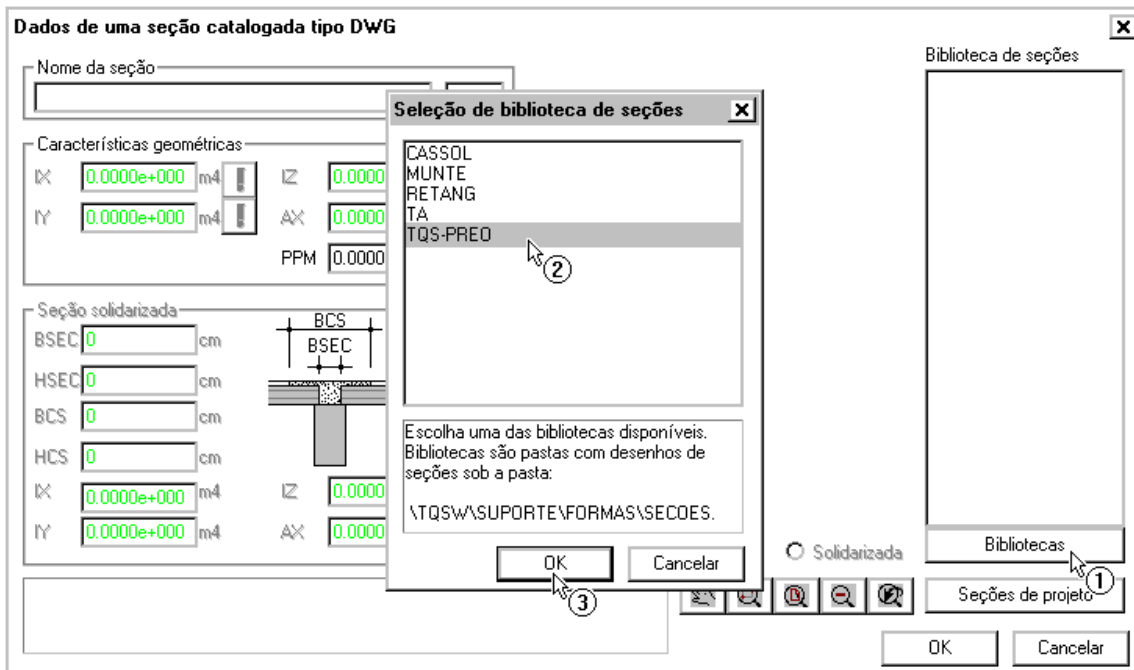 Dados de uma seção catalogada tipo DWG
Biblioteca de seções
Nome da seção
Seleção de biblioteca de seções
CASSOL
MUNTE
RETANG
TA
TQS-PREO
②
Características geométricas
IX 0.0000e+000 m4 IZ 0.0000
IY 0.0000e+000 m4 AX 0.0000
PPM 0.0000
Seção solidarizada
BSEC 0 cm
HSEC 0 cm
BCS 0 cm
HCS 0 cm
BCS
BSEC
IX 0.0000e+000 m4 IZ 0.0000
IY 0.0000e+000 m4 AX 0.0000
Escolha uma das bibliotecas disponíveis.
Bibliotecas são pastas com desenhos de
seções sob a pasta:
\TQSW\SUPORTE\FORMAS\SECOES.
OK Cancelar
③
Solidarizada
Bibliotecas
①
Seções de projeto
OK Cancelar